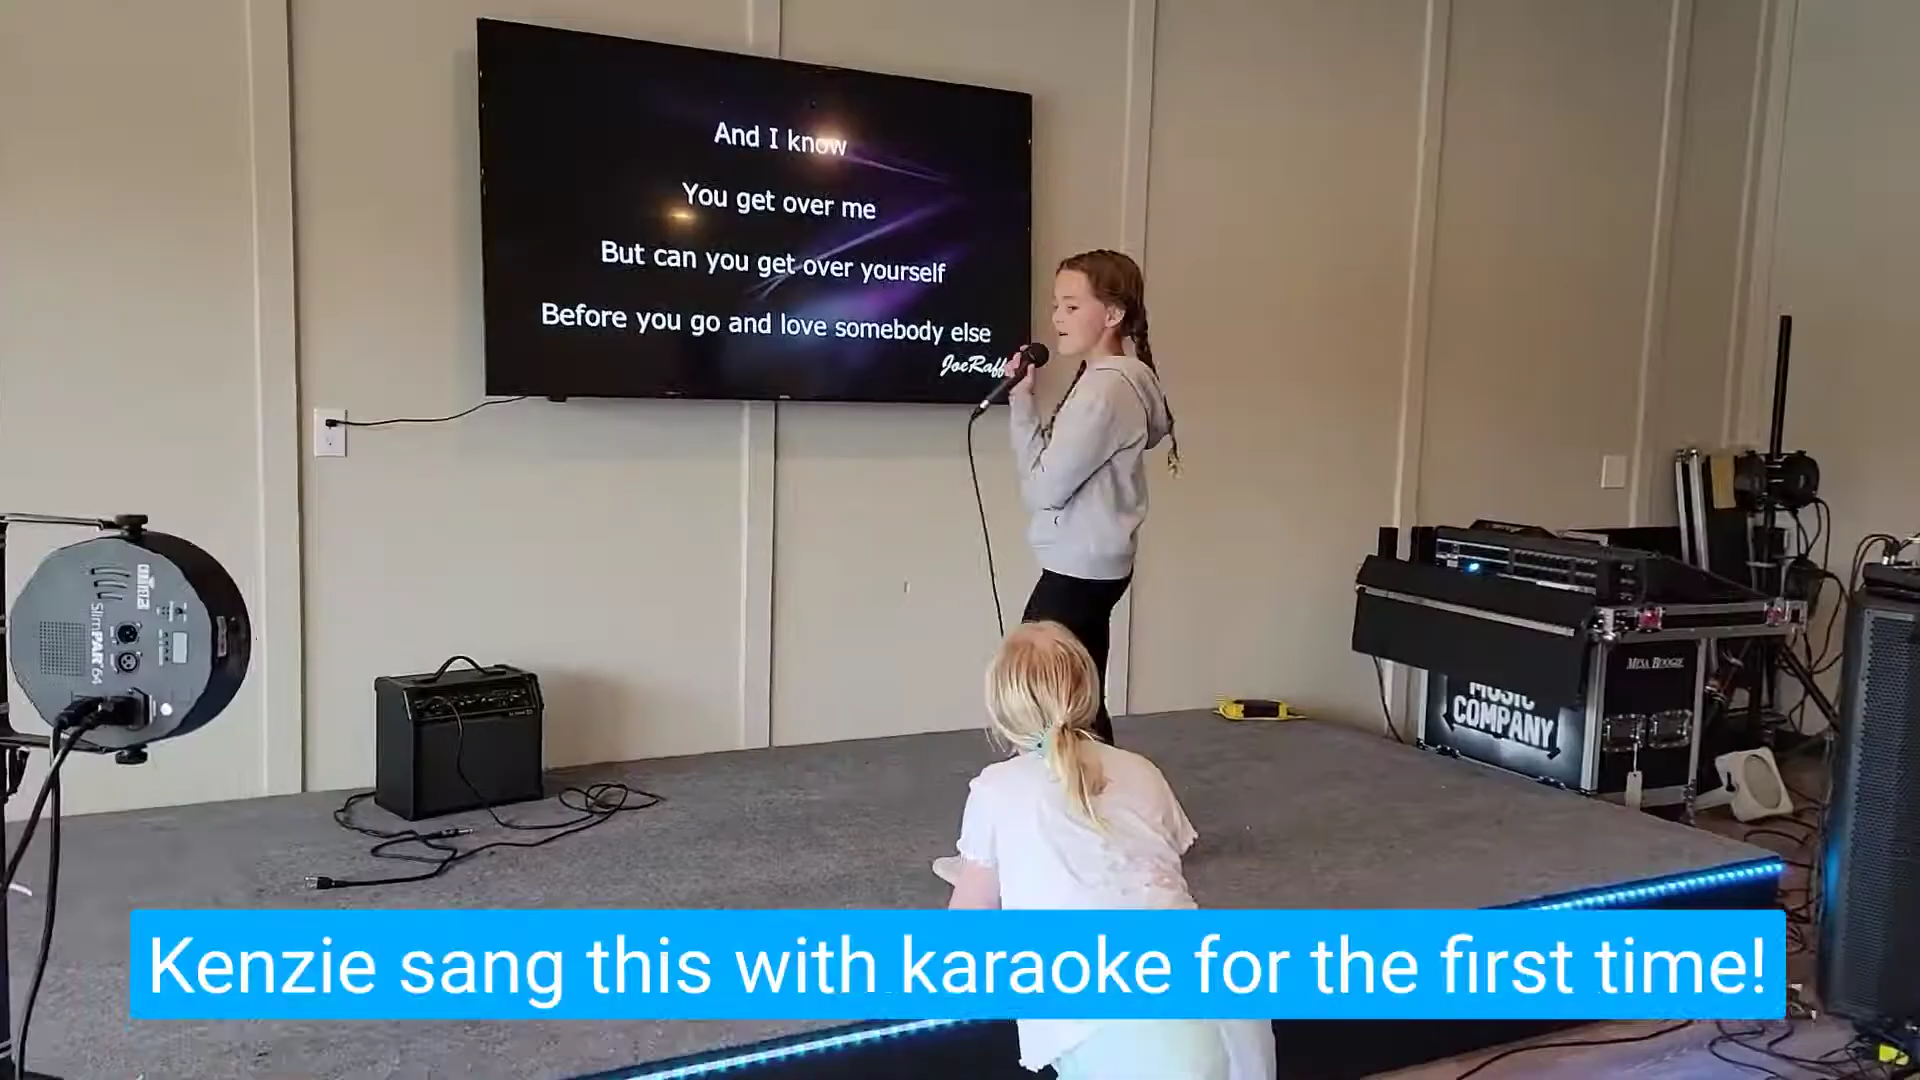 And I know
You get over me
But can you get over yourself
Before you go and love somebody else
SlimPAR 64
MESA BOOGIE
MUSIC
COMPANY
Kenzie sang this with karaoke for the first time!